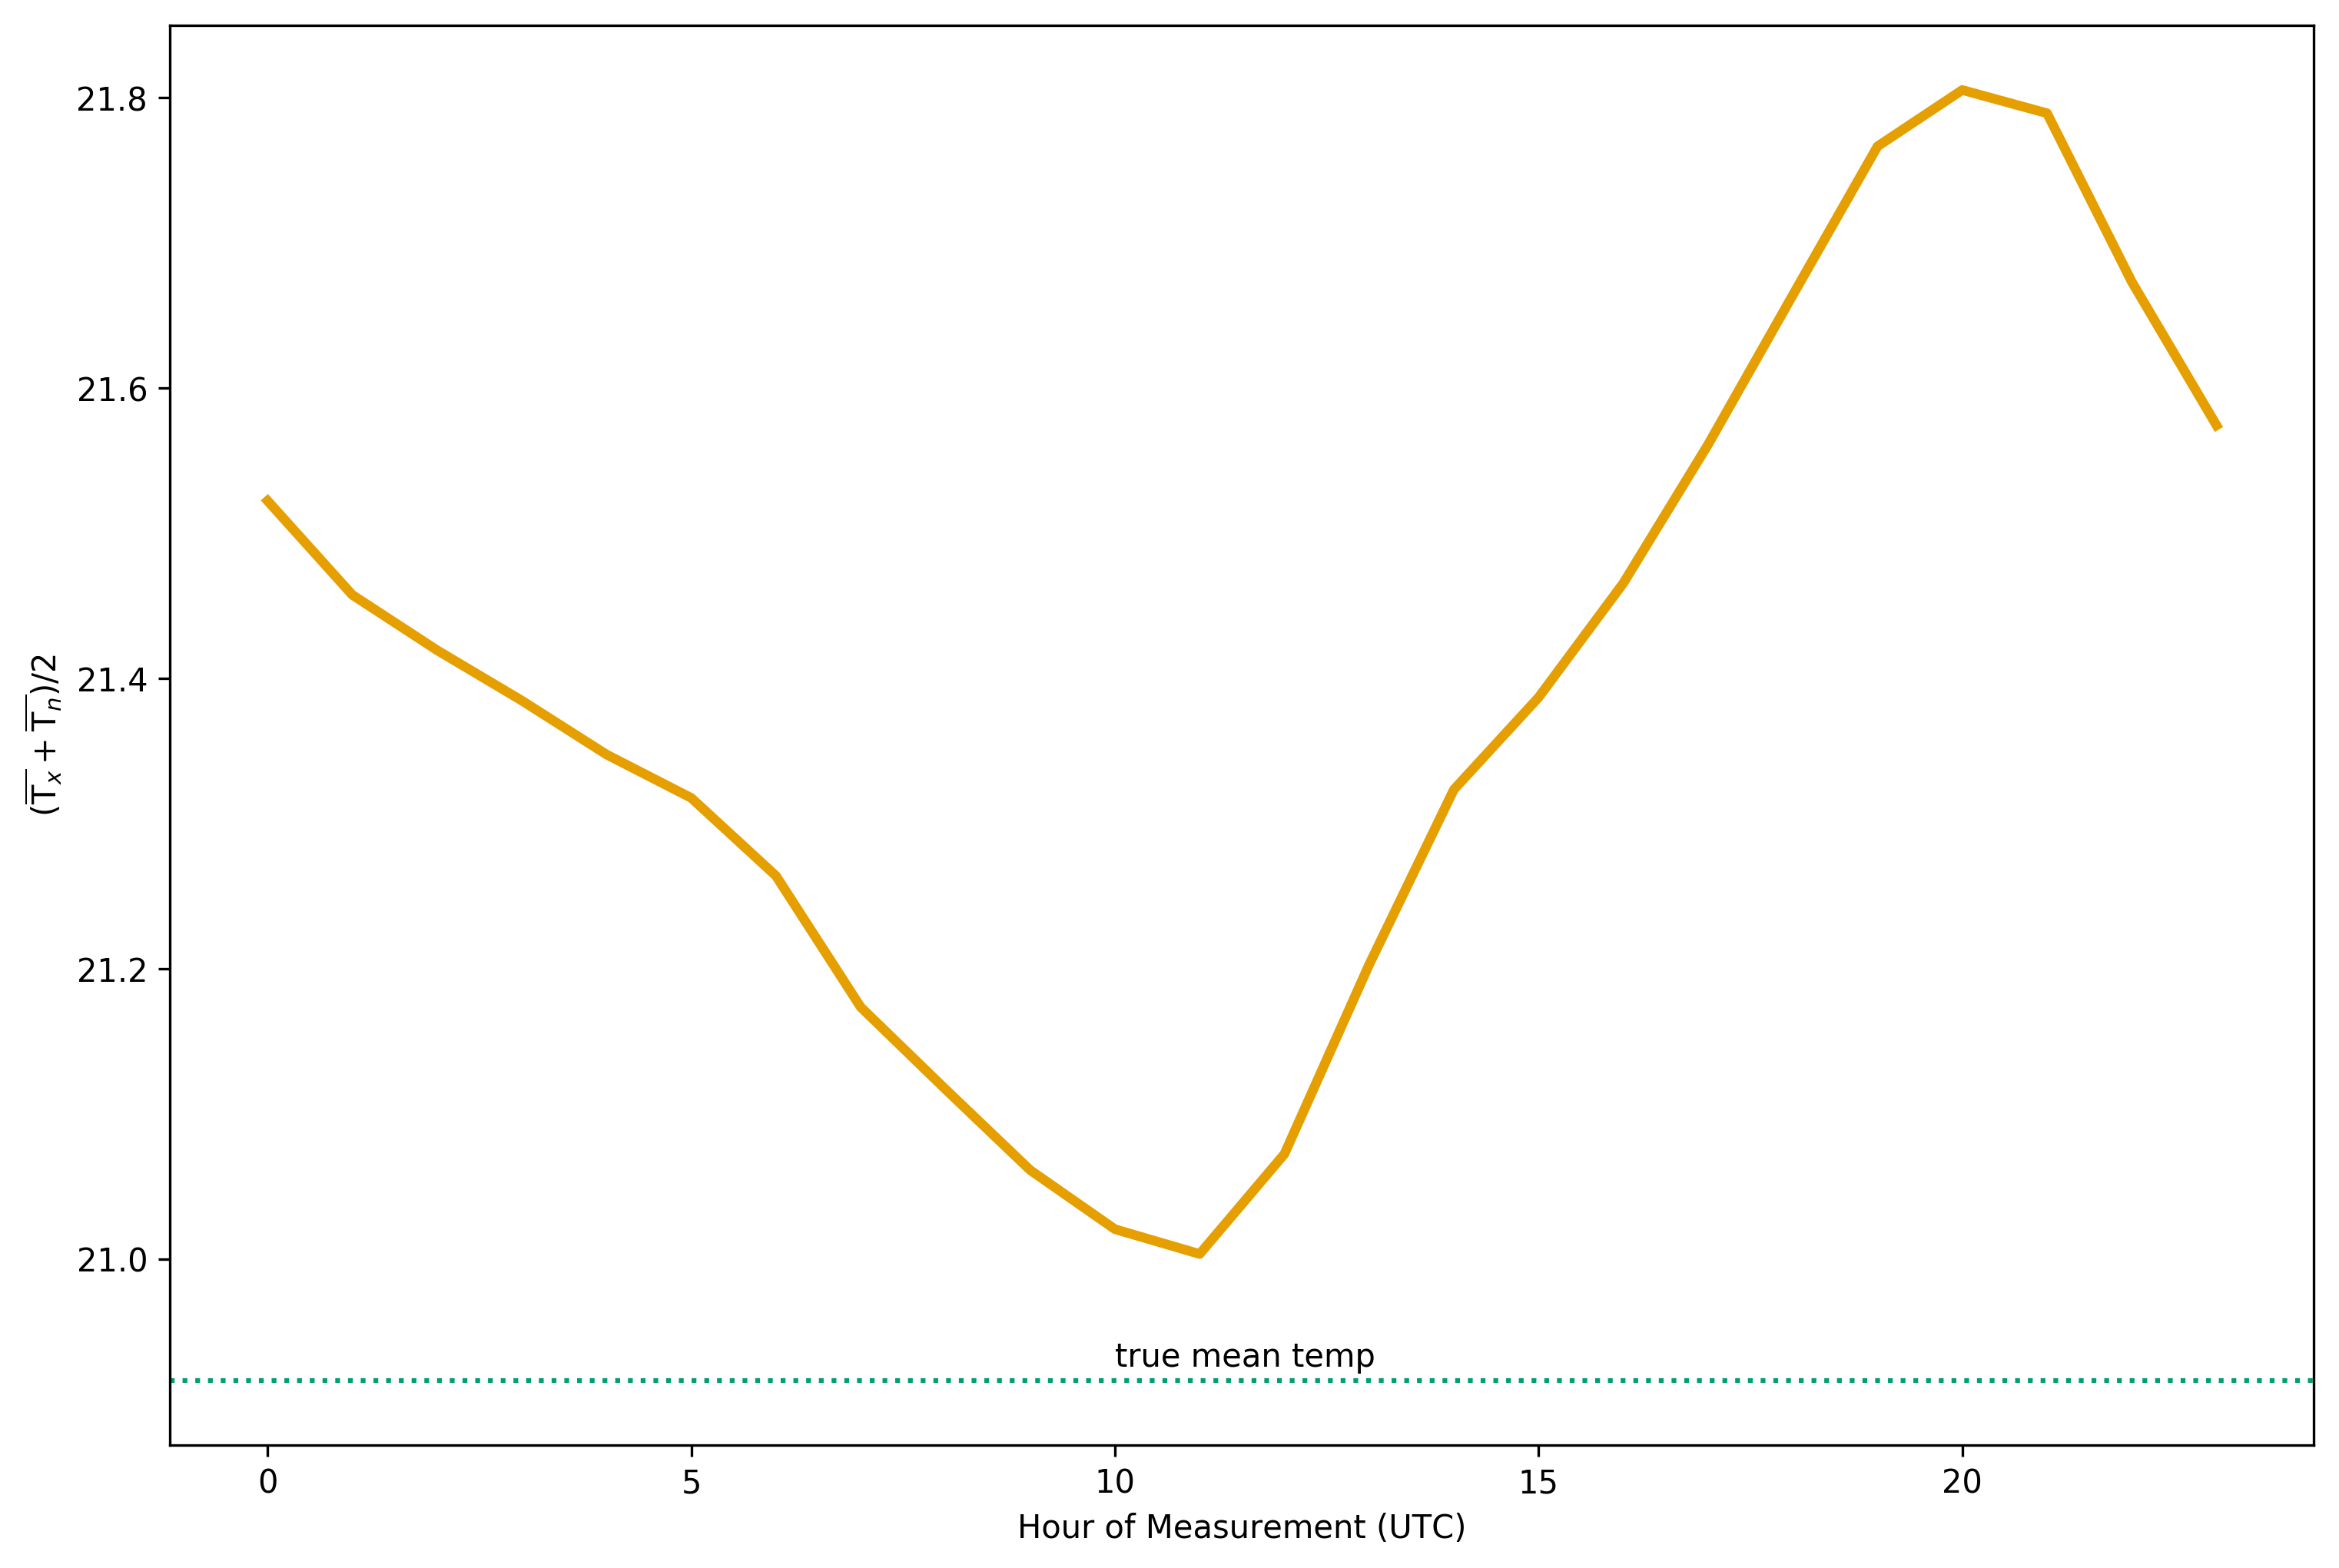 21.8
21.6
21.4
21.2
21.0
(T̅ₓ + T̅ₙ)/2
true mean temp
0 5 10 15 20
Hour of Measurement (UTC)